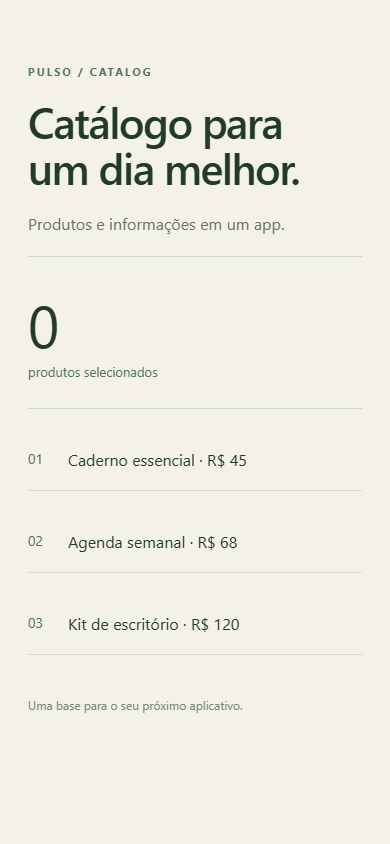 PULSO / CATALOG
Catálogo para
um dia melhor.
Produtos e informações em um app.
0
produtos selecionados
01 Caderno essencial · R$ 45
02 Agenda semanal · R$ 68
03 Kit de escritório · R$ 120
Uma base para o seu próximo aplicativo.